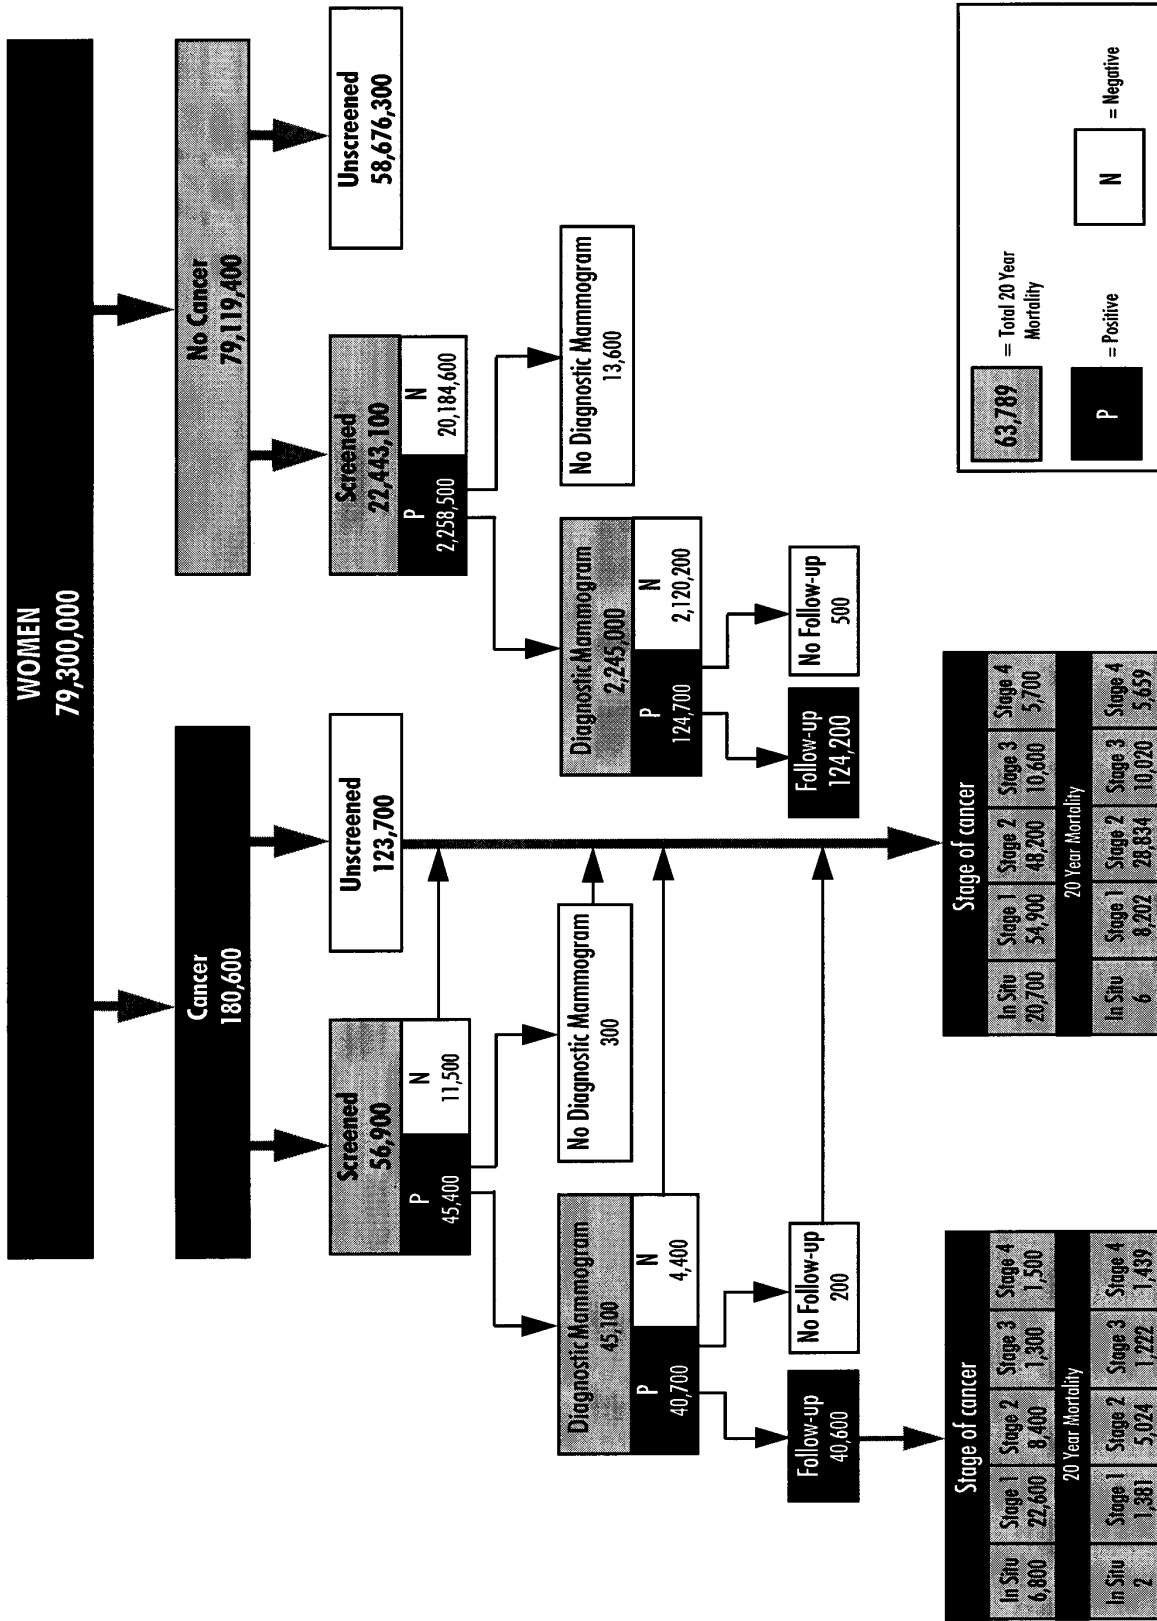 WOMEN
79,300,000
Cancer
180,600
No Cancer
79,119,400
Screened
56,900
P
45,400
N
11,500
Unscreened
123,700
Screened
22,443,100
P
2,258,500
N
20,184,600
Unscreened
58,676,300
Diagnostic Mammogram
45,100
P
40,700
N
4,400
No Diagnostic Mammogram
300
Diagnostic Mammogram
2,245,000
P
124,700
N
2,120,200
No Diagnostic Mammogram
13,600
Follow-up
40,600
No Follow-up
200
Follow-up
124,200
No Follow-up
500
Stage of cancer
In Situ Stage 1 Stage 2 Stage 3 Stage 4
6,800 22,600 8,400 1,300 1,500
20 Year Mortality
In Situ Stage 1 Stage 2 Stage 3 Stage 4
2 1,381 5,024 1,222 1,439
Stage of cancer
In Situ Stage 1 Stage 2 Stage 3 Stage 4
20,700 54,900 48,200 10,600 5,700
20 Year Mortality
In Situ Stage 1 Stage 2 Stage 3 Stage 4
6 8,202 28,834 10,020 5,659
63,789
= Total 20 Year
Mortality
P
= Positive
N
= Negative